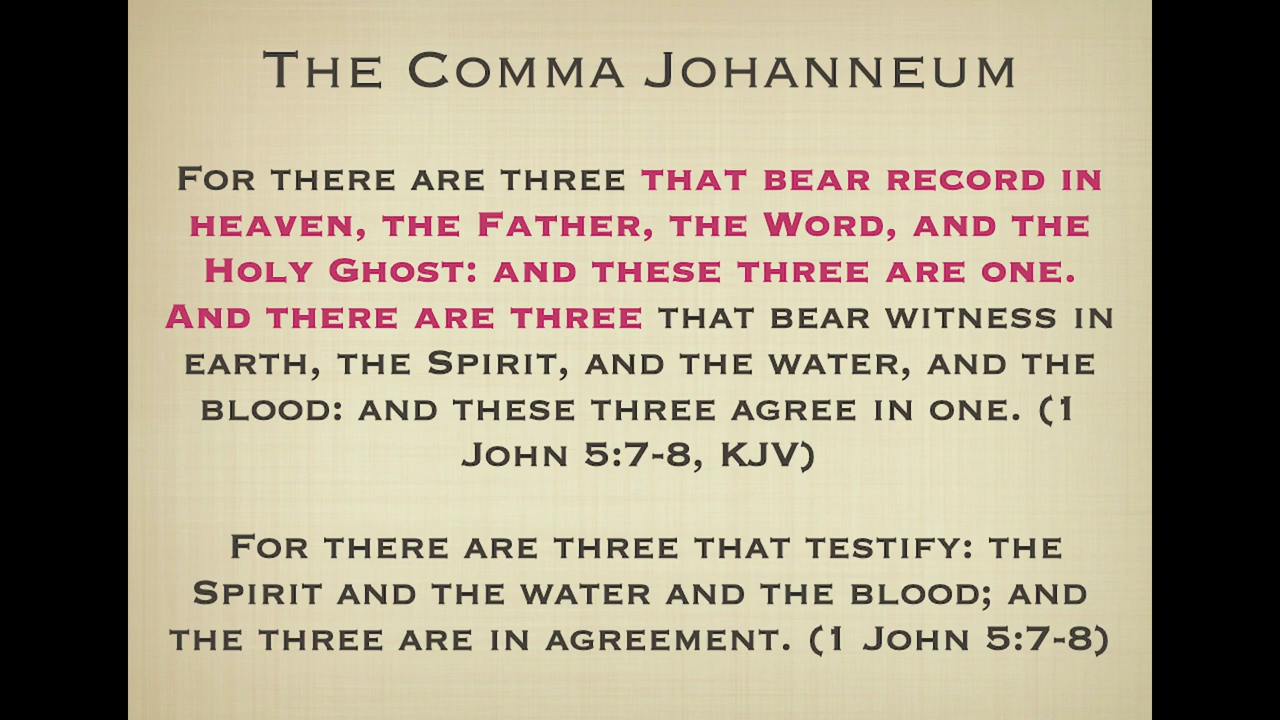 The Comma Johanneum
For there are three that bear record in
heaven, the Father, the Word, and the
Holy Ghost: and these three are one.
And there are three that bear witness in
earth, the Spirit, and the water, and the
blood: and these three agree in one. (1
John 5:7-8, KJV)
For there are three that testify: the
Spirit and the water and the blood; and
the three are in agreement. (1 John 5:7-8)